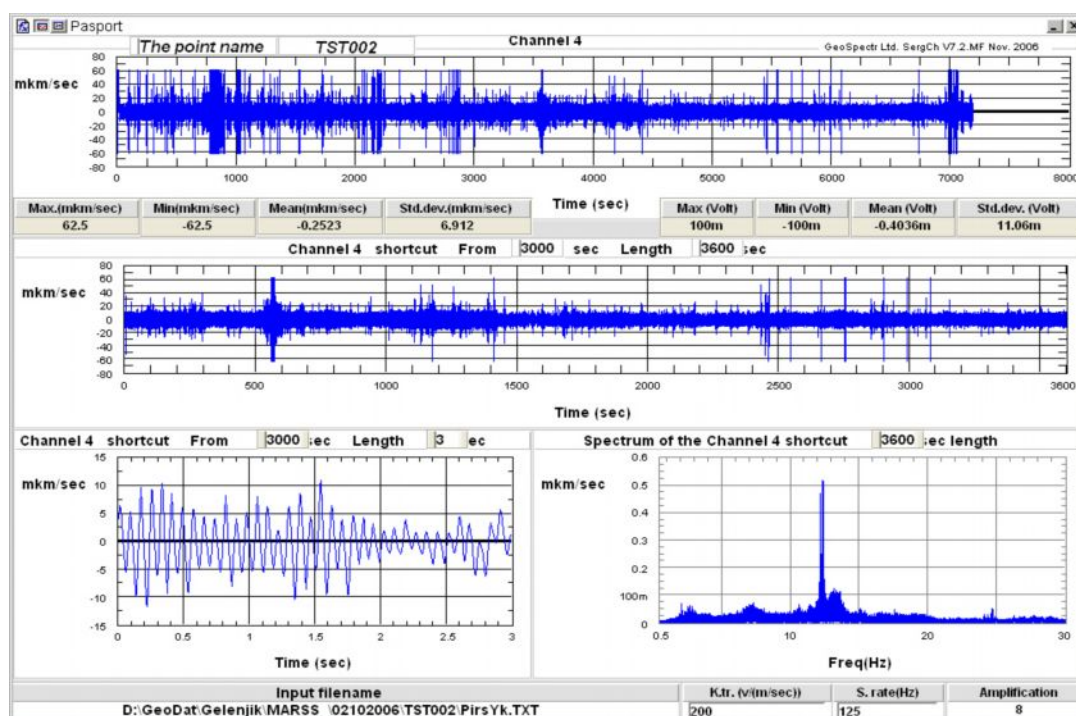 Pasport
The point name TST002 Channel 4 GeoSpectr Ltd. SergCh V7.2.MF Nov. 2006
mkm/sec
80
60
40
20
0
-20
-40
-60
-80
0 1000 2000 3000 4000 5000 6000 7000 8000
Time (sec)
Max.(mkm/sec) Min(mkm/sec) Mean(mkm/sec) Std.dev.(mkm/sec) Max (Volt) Min (Volt) Mean (Volt) Std.dev. (Volt)
62.5 -62.5 -0.2523 6.912 100m -100m -0.4036m 11.06m
Channel 4 shortcut From 3000 sec Length 3600 sec
mkm/sec
80
60
40
20
0
-20
-40
-60
-80
0 500 1000 1500 2000 2500 3000 3600
Time (sec)
Channel 4 shortcut From 3000 sec Length 3 ec
mkm/sec
15
10
5
0
-5
-10
-15
0 0.5 1 1.5 2 2.5 3
Time (sec)
Spectrum of the Channel 4 shortcut 3600 sec length
mkm/sec
0.6
0.5
0.4
0.3
0.2
100m
0
0.5 10 20 30
Freq(Hz)
Input filename K.tr. (v/(m/sec)) S. rate(Hz) Amplification
D:\GeoDat\Gelenjik\MARSS \02102006\TST002\PirsYk.TXT 200 125 8